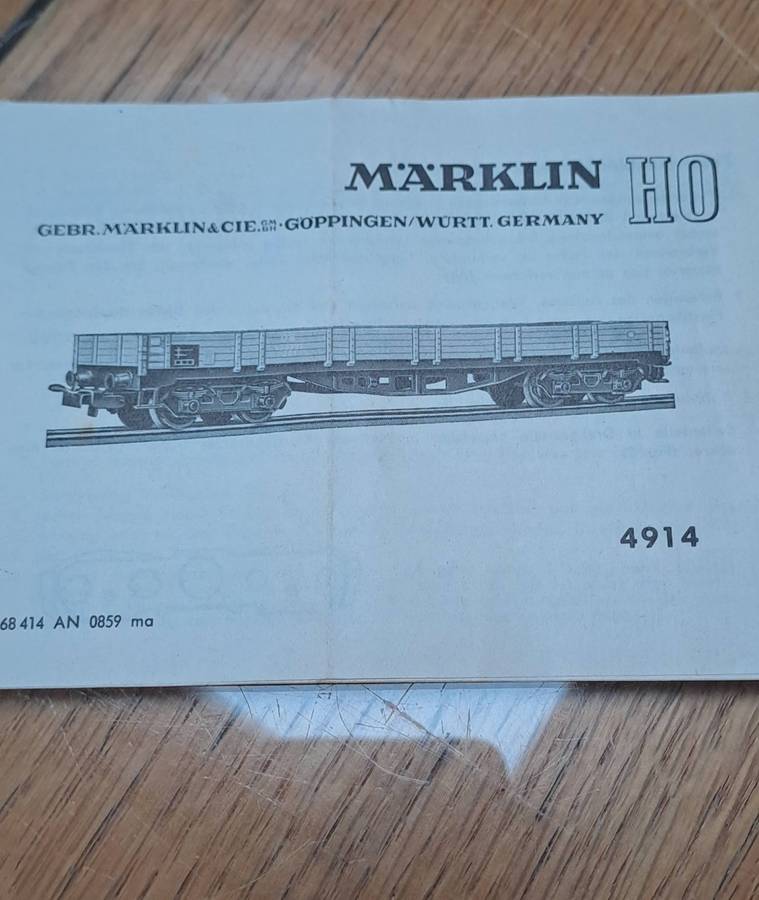 MÄRKLIN HO
GEBR. MÄRKLIN & CIE. GMBH · GÖPPINGEN/WÜRTT. GERMANY
4914
68 414 AN 0859 ma